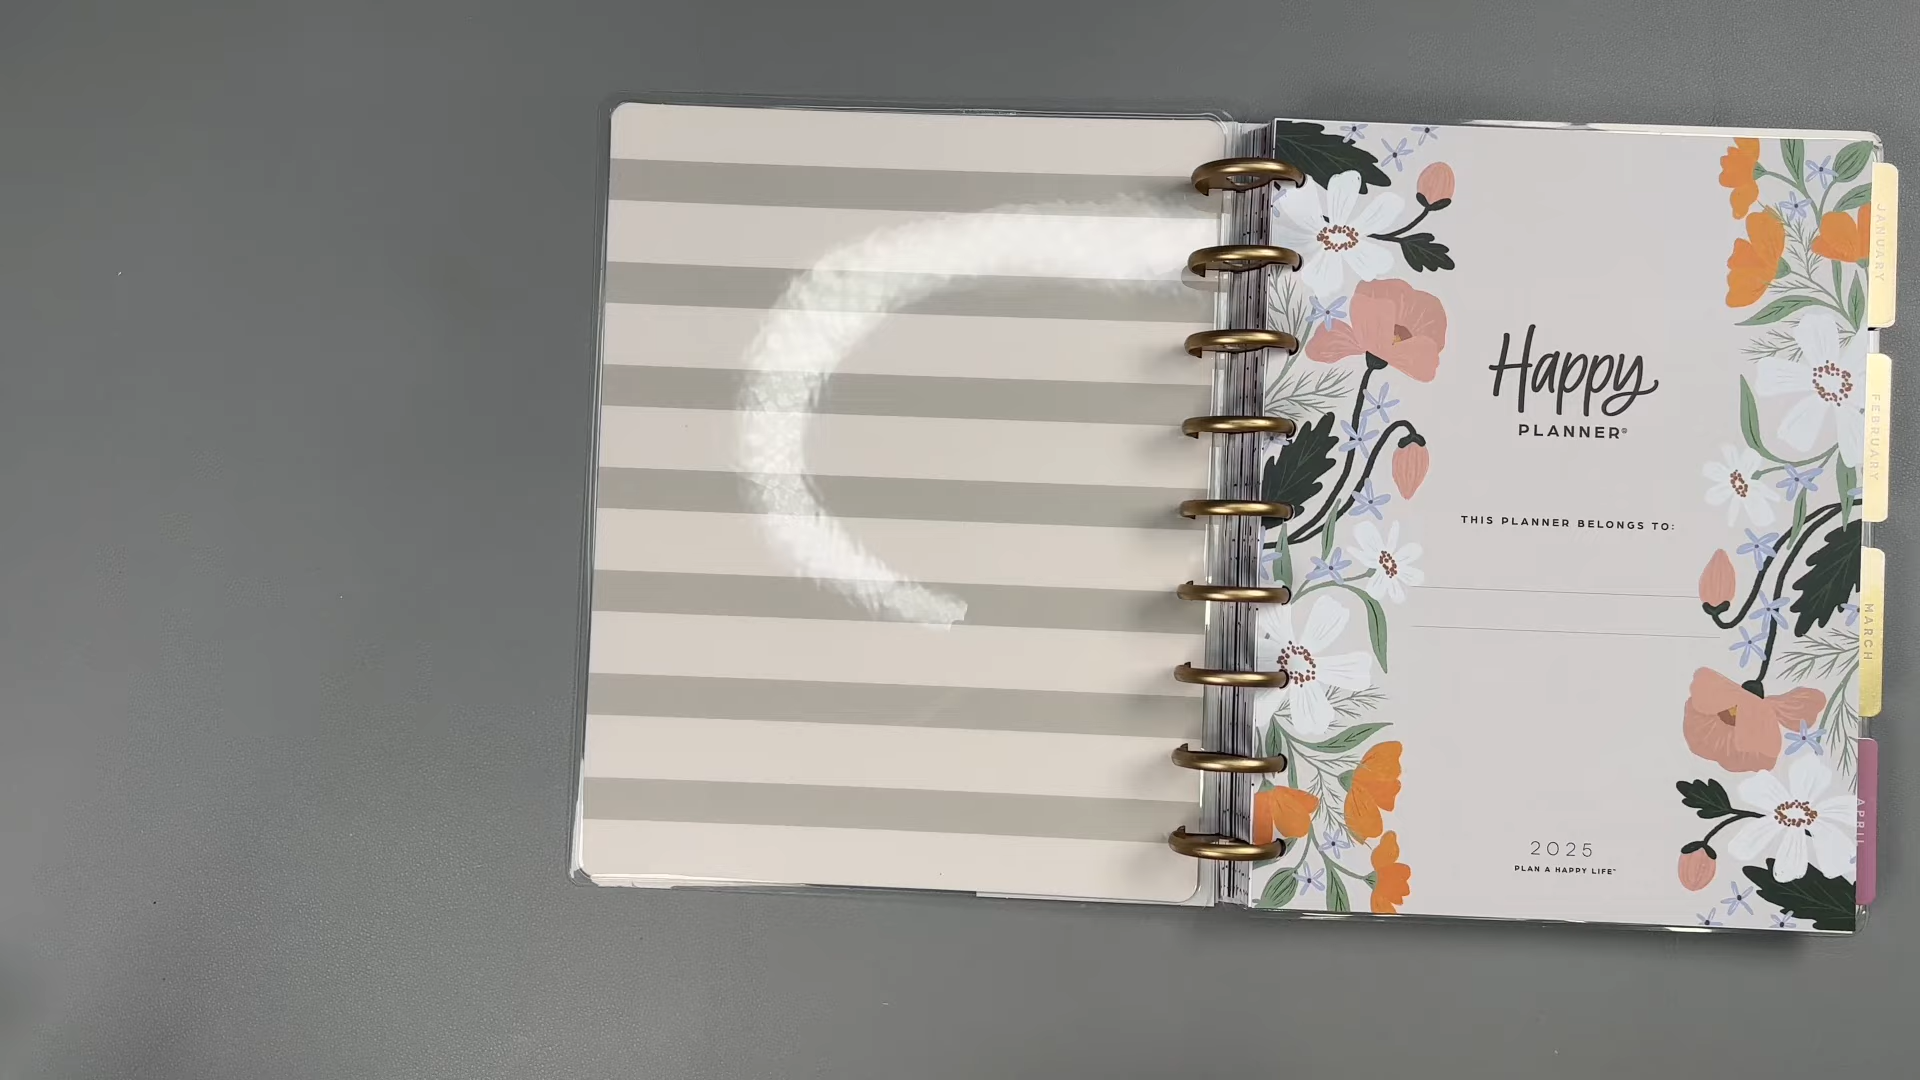 Happy
PLANNER®
THIS PLANNER BELONGS TO:
2025
PLAN A HAPPY LIFE™
JANUARY
FEBRUARY
MARCH
APRIL